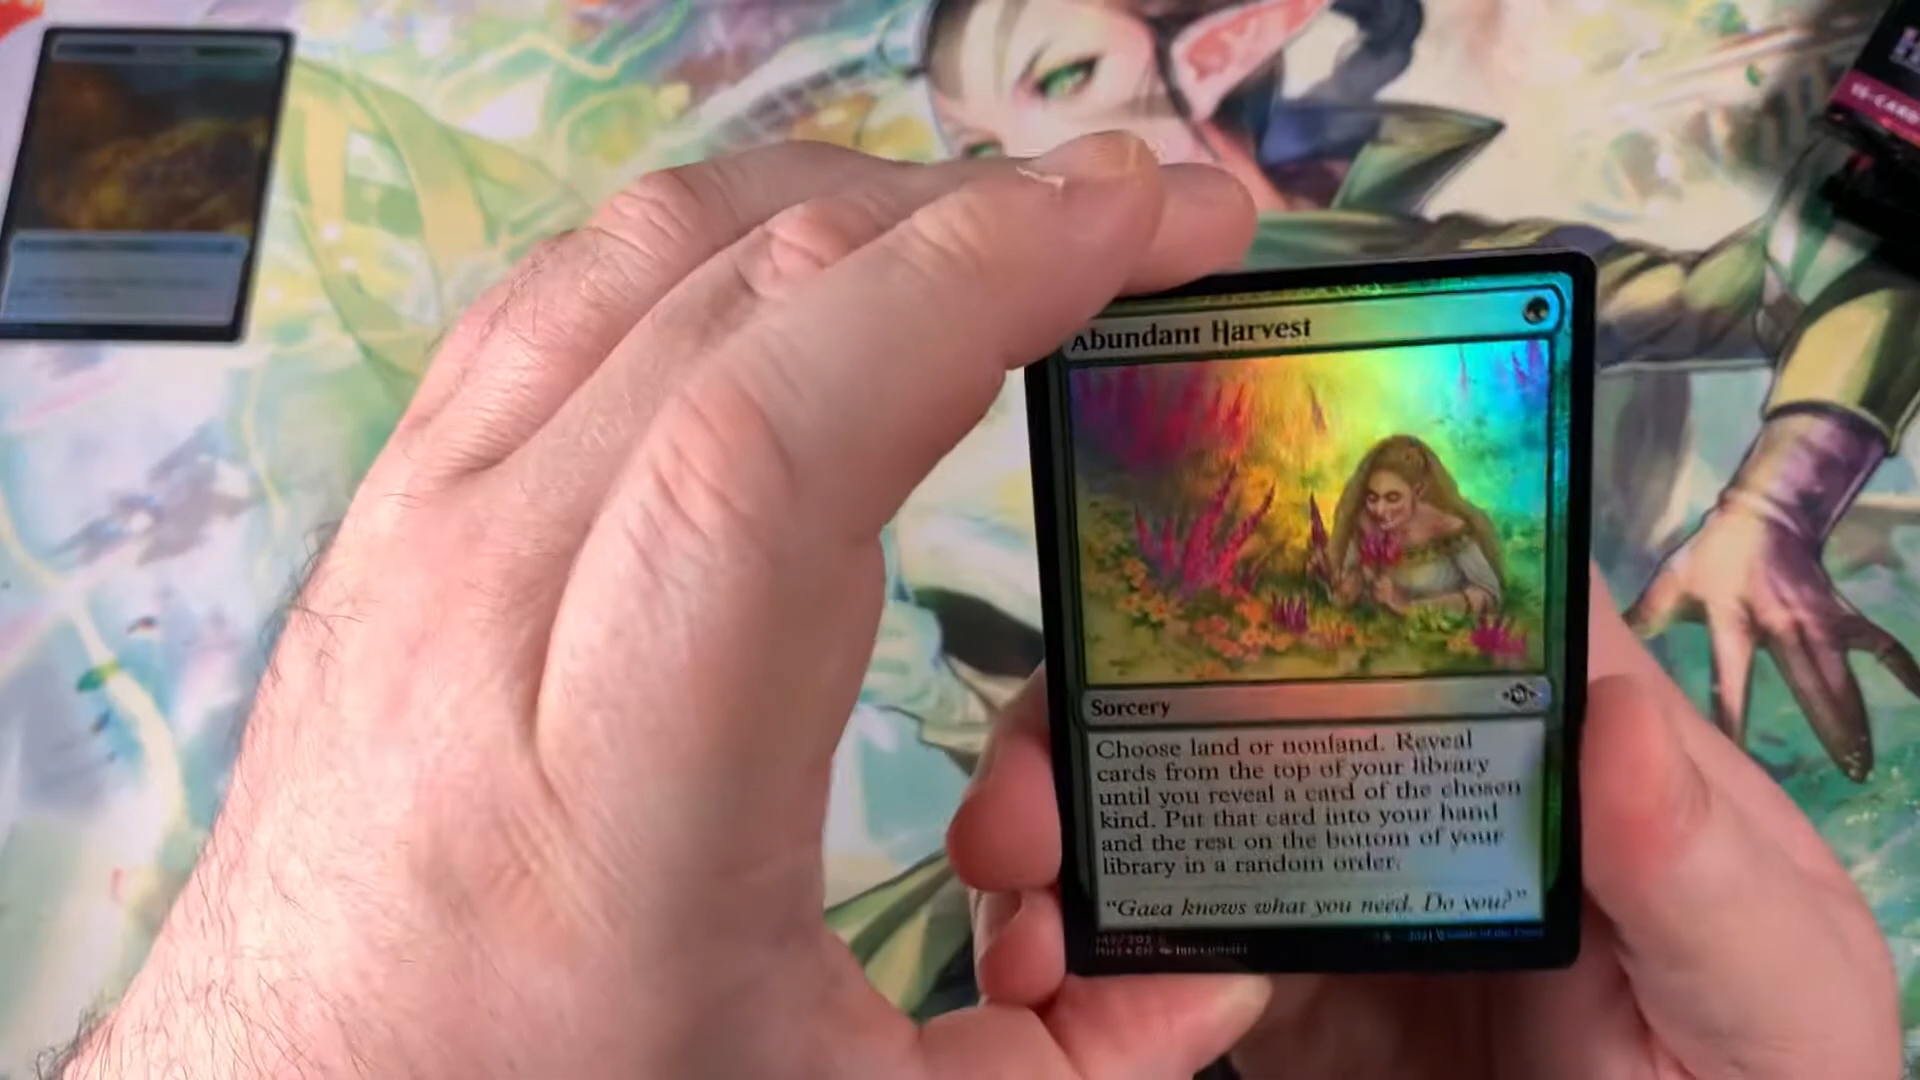 15-CARD
Abundant Harvest
Sorcery
Choose land or nonland. Reveal
cards from the top of your library
until you reveal a card of the chosen
kind. Put that card into your hand
and the rest on the bottom of your
library in a random order.
"Gaea knows what you need. Do you?"